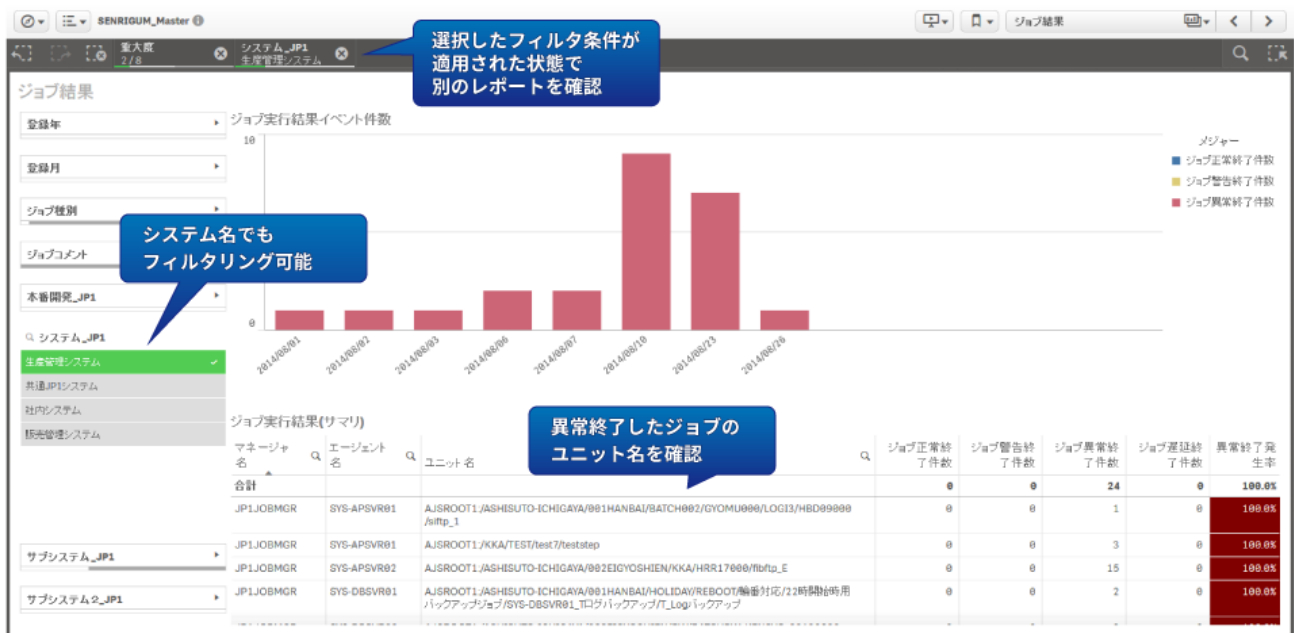 SENRIGUM_Master
ジョブ結果
重大度
2/8
システム_JP1
生産管理システム
選択したフィルタ条件が
適用された状態で
別のレポートを確認
ジョブ結果
登録年
登録月
ジョブ種別
ジョブコメント
本番開発_JP1
システム名でも
フィルタリング可能
システム_JP1
生産管理システム
共通JP1システム
社内システム
販売管理システム
サブシステム_JP1
サブシステム2_JP1
ジョブ実行結果イベント件数
10
0
2014/08/01
2014/08/02
2014/08/03
2014/08/06
2014/08/07
2014/08/10
2014/08/23
2014/08/26
メジャー
ジョブ正常終了件数
ジョブ警告終了件数
ジョブ異常終了件数
異常終了したジョブの
ユニット名を確認
ジョブ実行結果(サマリ)
マネージャ名 エージェント名 ユニット名 ジョブ正常終了件数 ジョブ警告終了件数 ジョブ異常終了件数 ジョブ遅延終了件数 異常終了発生率
合計 0 0 24 0 100.0%
JP1JOBMGR SYS-APSVR01 AJSROOT1:/ASHISUTO-ICHIGAYA/001HANBAI/BATCH002/GYOMU000/LOGI3/HBD09000 0 0 1 0 100.0%
/siftp_1
JP1JOBMGR SYS-APSVR01 AJSROOT1:/KKA/TEST/test7/teststep 0 0 3 0 100.0%
JP1JOBMGR SYS-APSVR02 AJSROOT1:/ASHISUTO-ICHIGAYA/002EIGYOSHIEN/KKA/HRR17000/fibftp_E 0 0 15 0 100.0%
JP1JOBMGR SYS-DBSVR01 AJSROOT1:/ASHISUTO-ICHIGAYA/001HANBAI/HOLIDAY/REBOOT/輪番対応/22時開始時用 0 0 2 0 100.0%
バックアップジョブ/SYS-DBSVR01_Tログバックアップ/T_Logバックアップ